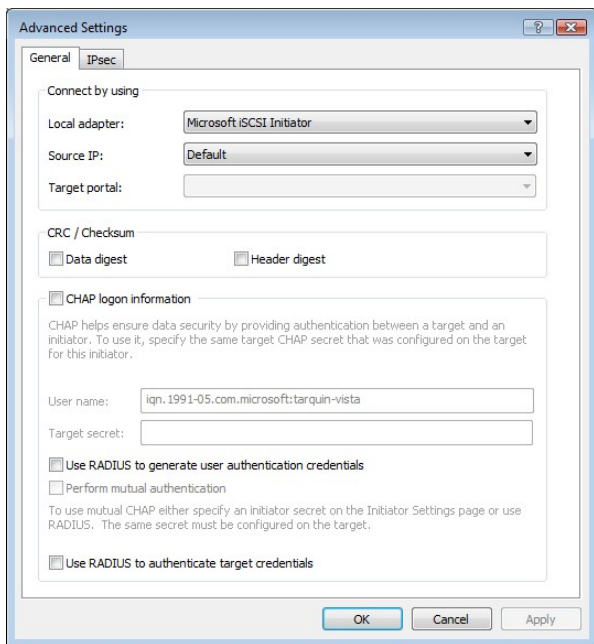 Advanced Settings
General IPsec
Connect by using
Local adapter: Microsoft iSCSI Initiator
Source IP: Default
Target portal:
CRC / Checksum
Data digest Header digest
CHAP logon information
CHAP helps ensure data security by providing authentication between a target and an
initiator. To use it, specify the same target CHAP secret that was configured on the target
for this initiator.
User name: iqn.1991-05.com.microsoft:tarquin-vista
Target secret:
Use RADIUS to generate user authentication credentials
Perform mutual authentication
To use mutual CHAP either specify an initiator secret on the Initiator Settings page or use
RADIUS. The same secret must be configured on the target.
Use RADIUS to authenticate target credentials
OK Cancel Apply